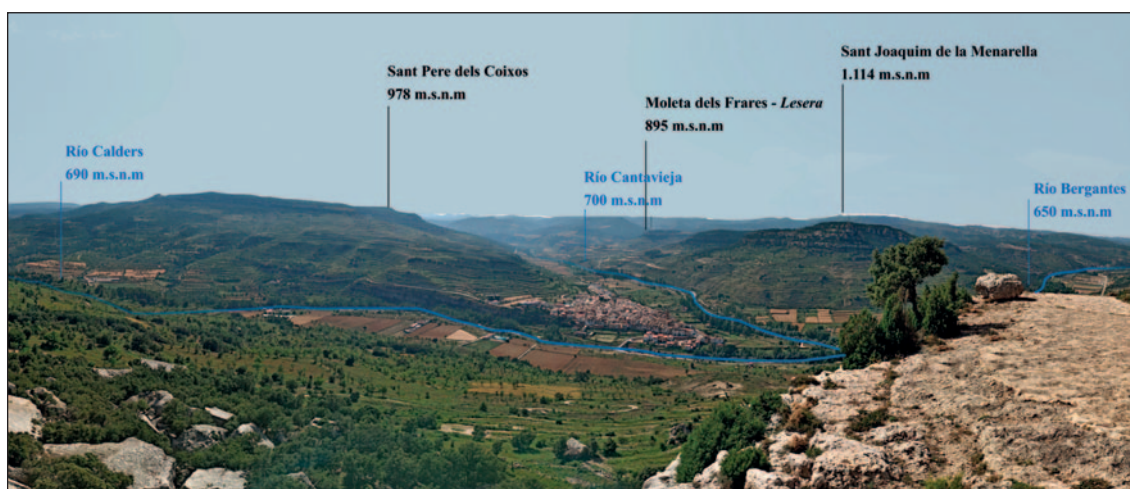 Sant Pere dels Coixos
978 m.s.n.m
Sant Joaquim de la Menarella
1.114 m.s.n.m
Moleta dels Frares - Lesera
895 m.s.n.m
Río Calders
690 m.s.n.m
Río Cantavieja
700 m.s.n.m
Río Bergantes
650 m.s.n.m